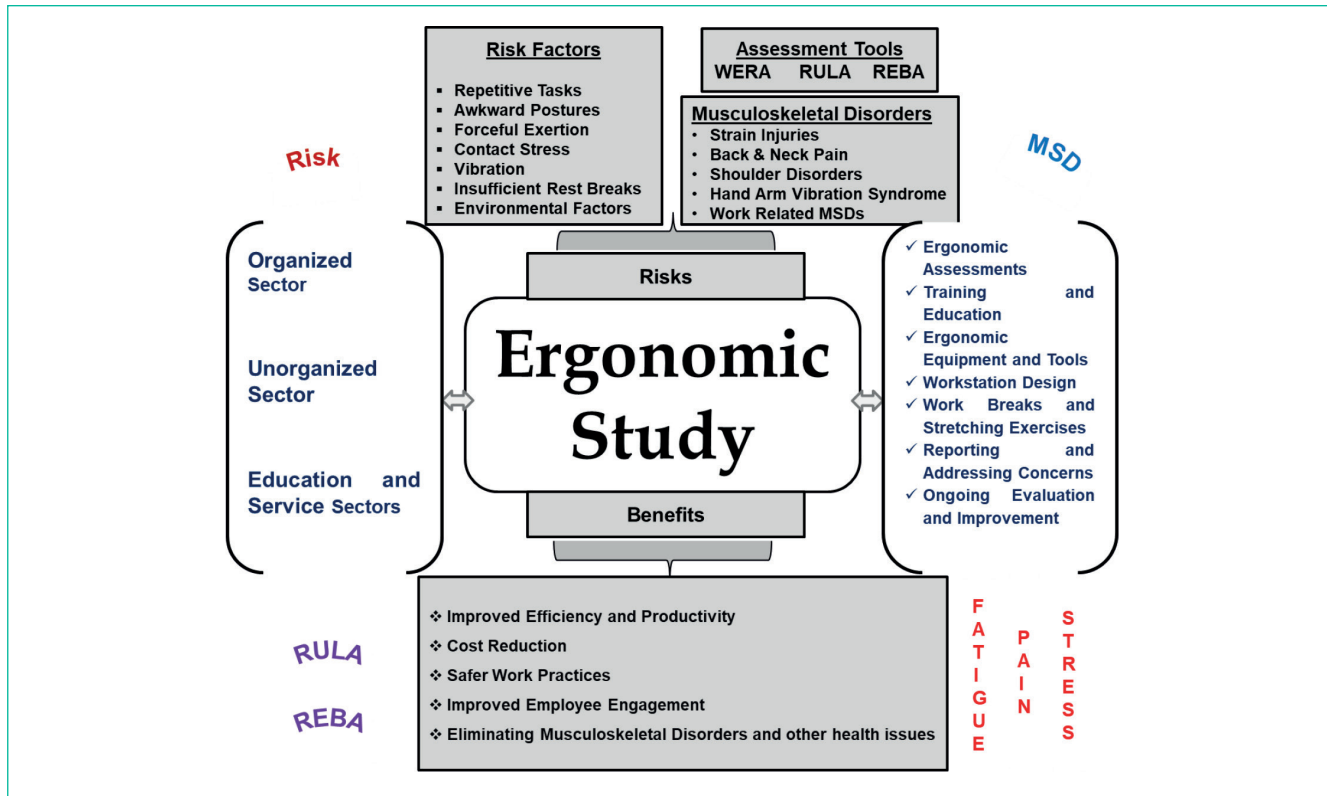 Risk Factors
▪ Repetitive Tasks
▪ Awkward Postures
▪ Forceful Exertion
▪ Contact Stress
▪ Vibration
▪ Insufficient Rest Breaks
▪ Environmental Factors
Assessment Tools
WERA RULA REBA
Musculoskeletal Disorders
• Strain Injuries
• Back & Neck Pain
• Shoulder Disorders
• Hand Arm Vibration Syndrome
• Work Related MSDs
Risk
MSD
Organized
Sector
Unorganized
Sector
Education and
Service Sectors
Risks
Ergonomic
Study
Benefits
✓ Ergonomic
Assessments
✓ Training and
Education
✓ Ergonomic
Equipment and Tools
✓ Workstation Design
✓ Work Breaks and
Stretching Exercises
✓ Reporting and
Addressing Concerns
✓ Ongoing Evaluation
and Improvement
RULA
REBA
❖ Improved Efficiency and Productivity
❖ Cost Reduction
❖ Safer Work Practices
❖ Improved Employee Engagement
❖ Eliminating Musculoskeletal Disorders and other health issues
FATIGUE
PAIN
STRESS